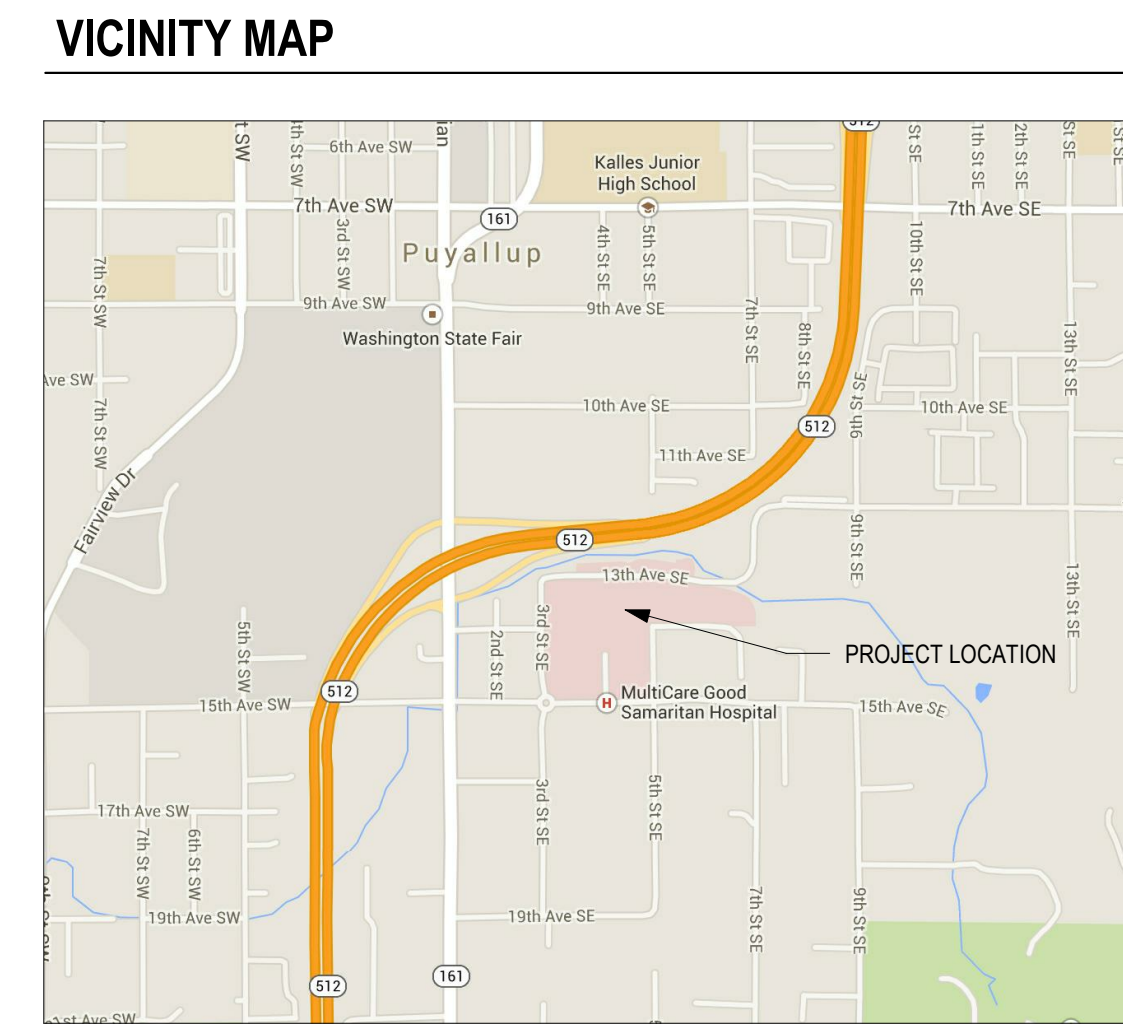 VICINITY MAP
512
6th Ave SW
Kalles Junior
High School
7th Ave SW
161
7th Ave SE
Puyallup
3rd St SW
4th St SE
5th St SE
10th St SE
7th St SW
9th Ave SW
9th Ave SE
7th St SE
8th St SE
13th St SE
Washington State Fair
Ave SW
7th St SW
10th Ave SE
9th St SE
10th Ave SE
512
11th Ave SE
Fairview Dr
512
9th St SE
13th Ave SE
13th St SE
3rd St SE
5th St SW
2nd St SE
PROJECT LOCATION
512
15th Ave SW
MultiCare Good
Samaritan Hospital
H
15th Ave SE
3rd St SE
5th St SE
17th Ave SW
7th St SW
6th St SW
19th Ave SW
19th Ave SE
7th St SE
9th St SE
161
512